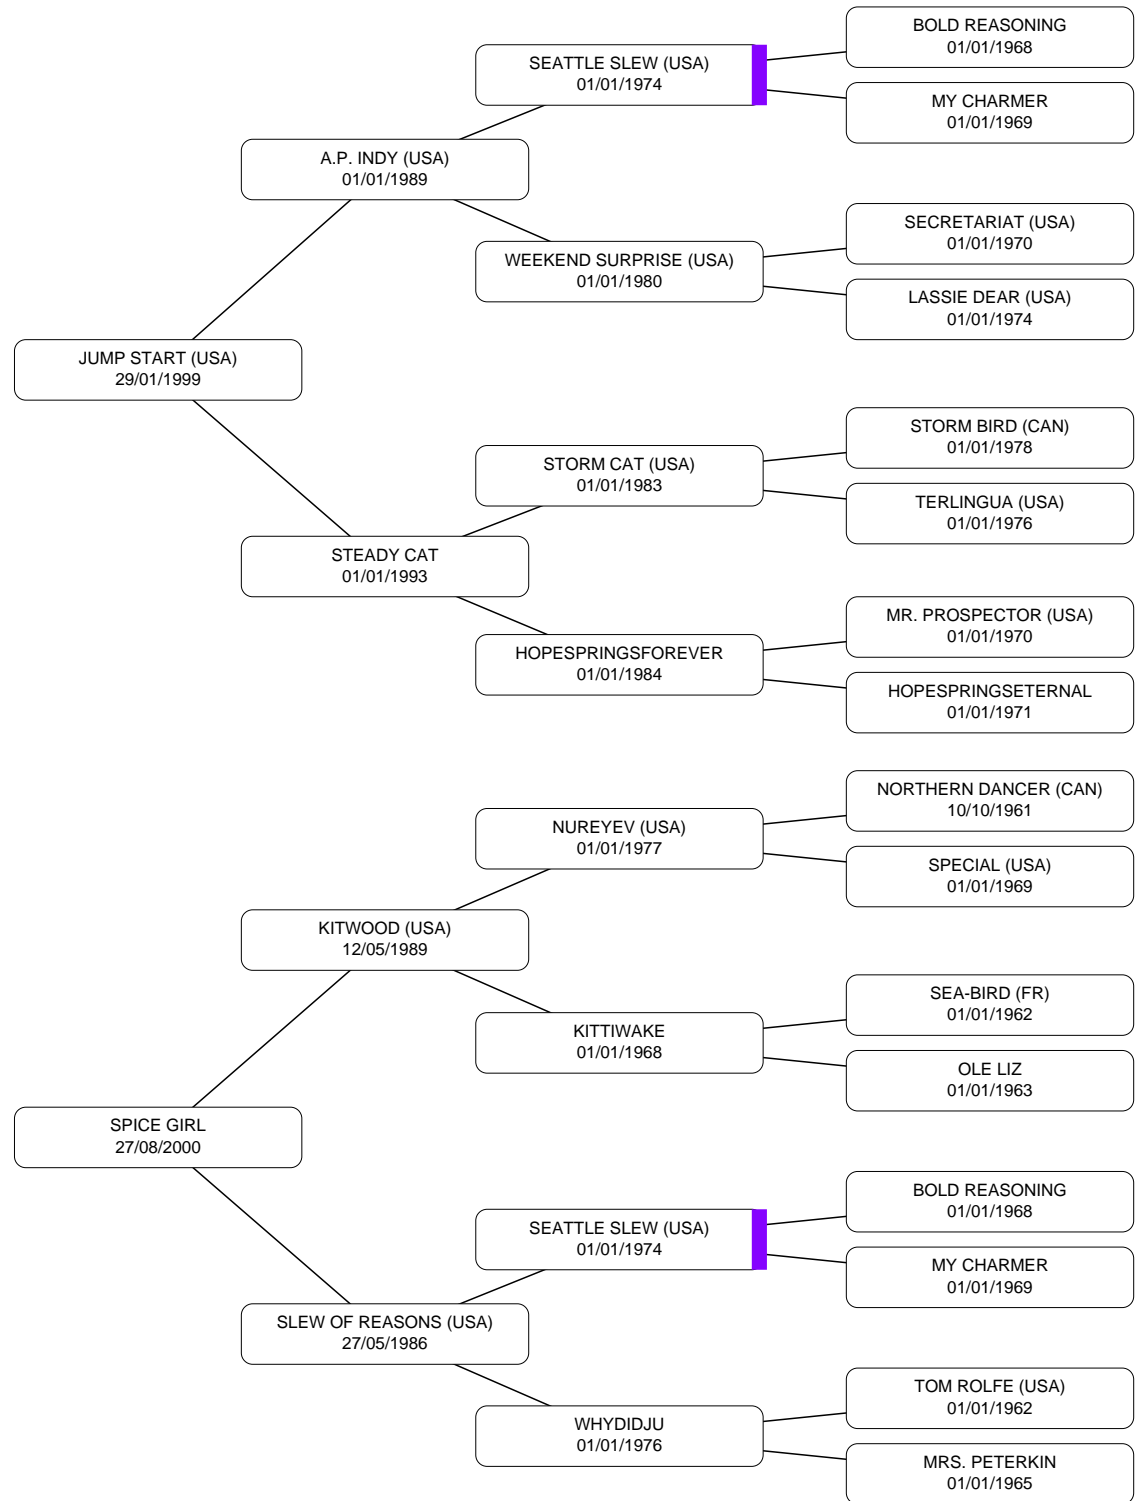 BOLD REASONING
01/01/1968
SEATTLE SLEW (USA)
01/01/1974
MY CHARMER
01/01/1969
A.P. INDY (USA)
01/01/1989
SECRETARIAT (USA)
01/01/1970
WEEKEND SURPRISE (USA)
01/01/1980
LASSIE DEAR (USA)
01/01/1974
JUMP START (USA)
29/01/1999
STORM BIRD (CAN)
01/01/1978
STORM CAT (USA)
01/01/1983
TERLINGUA (USA)
01/01/1976
STEADY CAT
01/01/1993
MR. PROSPECTOR (USA)
01/01/1970
HOPESPRINGSFOREVER
01/01/1984
HOPESPRINGSETERNAL
01/01/1971
NORTHERN DANCER (CAN)
10/10/1961
NUREYEV (USA)
01/01/1977
SPECIAL (USA)
01/01/1969
KITWOOD (USA)
12/05/1989
SEA-BIRD (FR)
01/01/1962
KITTIWAKE
01/01/1968
OLE LIZ
01/01/1963
SPICE GIRL
27/08/2000
BOLD REASONING
01/01/1968
SEATTLE SLEW (USA)
01/01/1974
MY CHARMER
01/01/1969
SLEW OF REASONS (USA)
27/05/1986
TOM ROLFE (USA)
01/01/1962
WHYDIDJU
01/01/1976
MRS. PETERKIN
01/01/1965